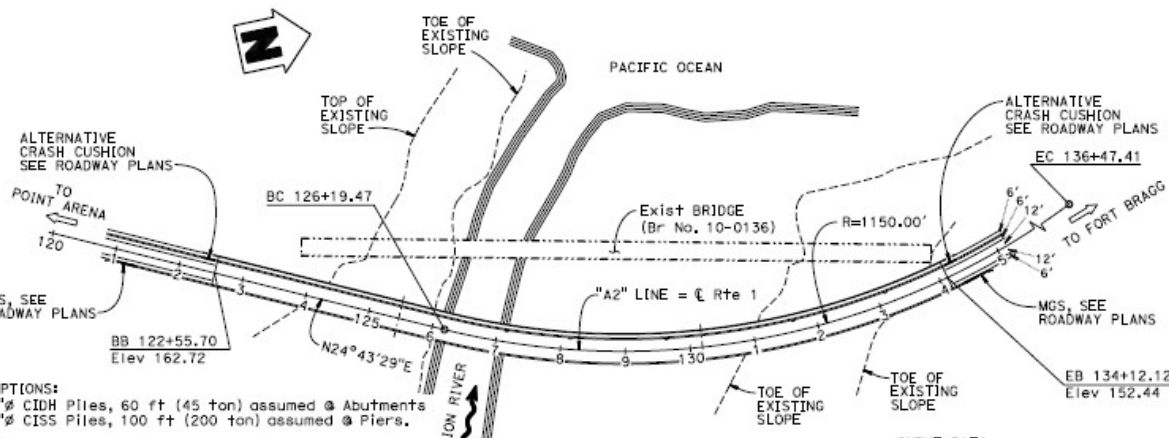 N
TOE OF
EXISTING
SLOPE
PACIFIC OCEAN
TOP OF
EXISTING
SLOPE
ALTERNATIVE
CRASH CUSHION
SEE ROADWAY PLANS
ALTERNATIVE
CRASH CUSHION
SEE ROADWAY PLANS
EC 136+47.41
TO
POINT ARENA
BC 126+19.47
Exist BRIDGE
(Br No. 10-0136)
R=1150.00'
6'
6'
12'
TO FORT BRAGG
120
1
2
3
4
125
6
7
8
9
130
1
2
3
4
5
12'
6'
"A2" LINE = ℄ Rte 1
SEE
PLANS
MGS, SEE
ROADWAY PLANS
BB 122+55.70
Elev 162.72
N24°43'29"E
EB 134+12.12
Elev 152.44
TOE OF
EXISTING
SLOPE
TOE OF
EXISTING
SLOPE
PTIONS:
"Ø CIDH Piles, 60 ft (45 ton) assumed @ Abutments
"Ø CISS Piles, 100 ft (200 ton) assumed @ Piers.
ION RIVER